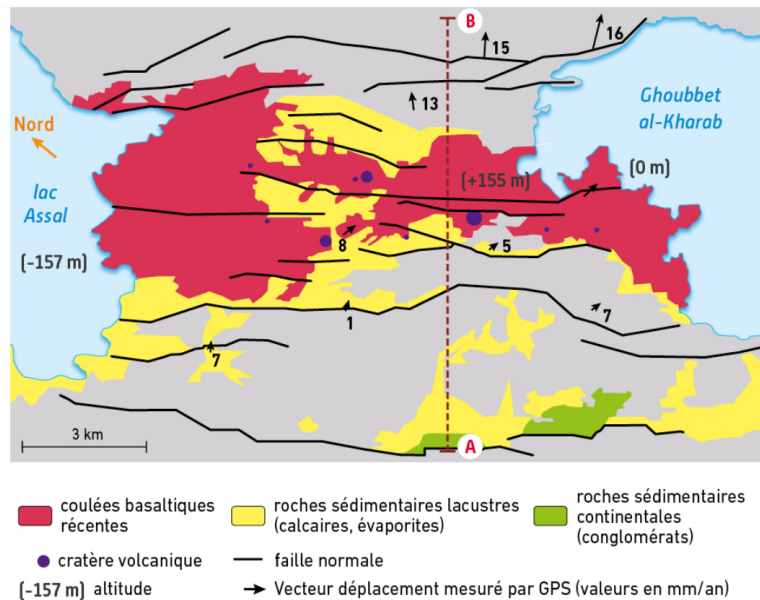 B
15
16
13
Ghoubbet
al-Kharab
Nord
(0 m)
(+155 m)
lac
Assal
8
5
(-157 m)
1
7
7
3 km
A
coulées basaltiques
récentes
roches sédimentaires lacustres
(calcaires, évaporites)
roches sédimentaires
continentales
(conglomérats)
cratère volcanique
faille normale
(-157 m) altitude
Vecteur déplacement mesuré par GPS (valeurs en mm/an)